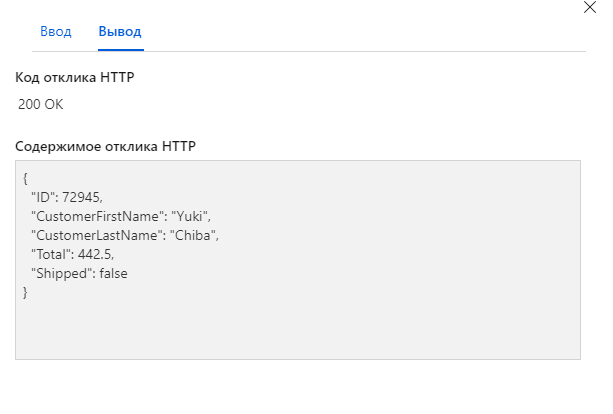 Ввод Вывод
Код отклика HTTP
200 OK
Содержимое отклика HTTP
{
"ID": 72945,
"CustomerFirstName": "Yuki",
"CustomerLastName": "Chiba",
"Total": 442.5,
"Shipped": false
}